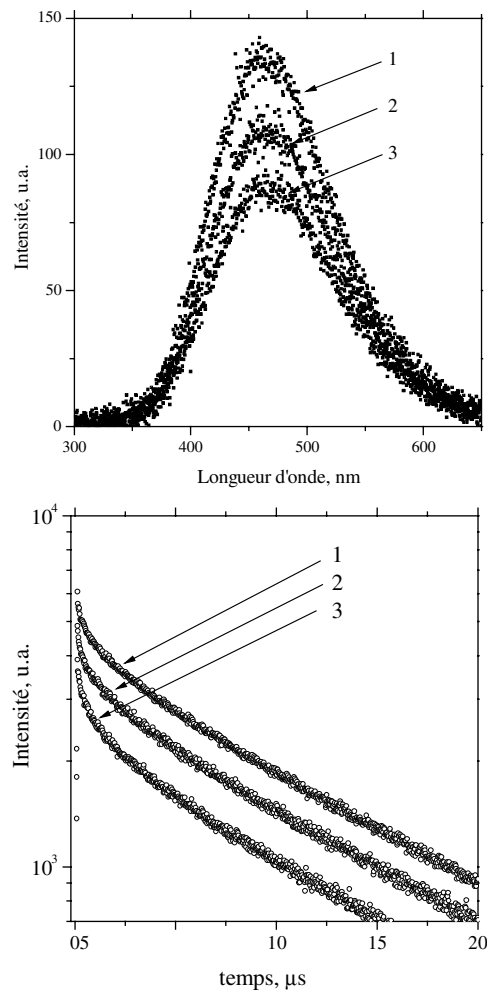 150
1
2
100
3
Intensité, u.a.
50
0
300 400 500 600
Longueur d'onde, nm
10^4
1
2
3
Intensité, u.a.
10^3
05 10 15 20
temps, µs